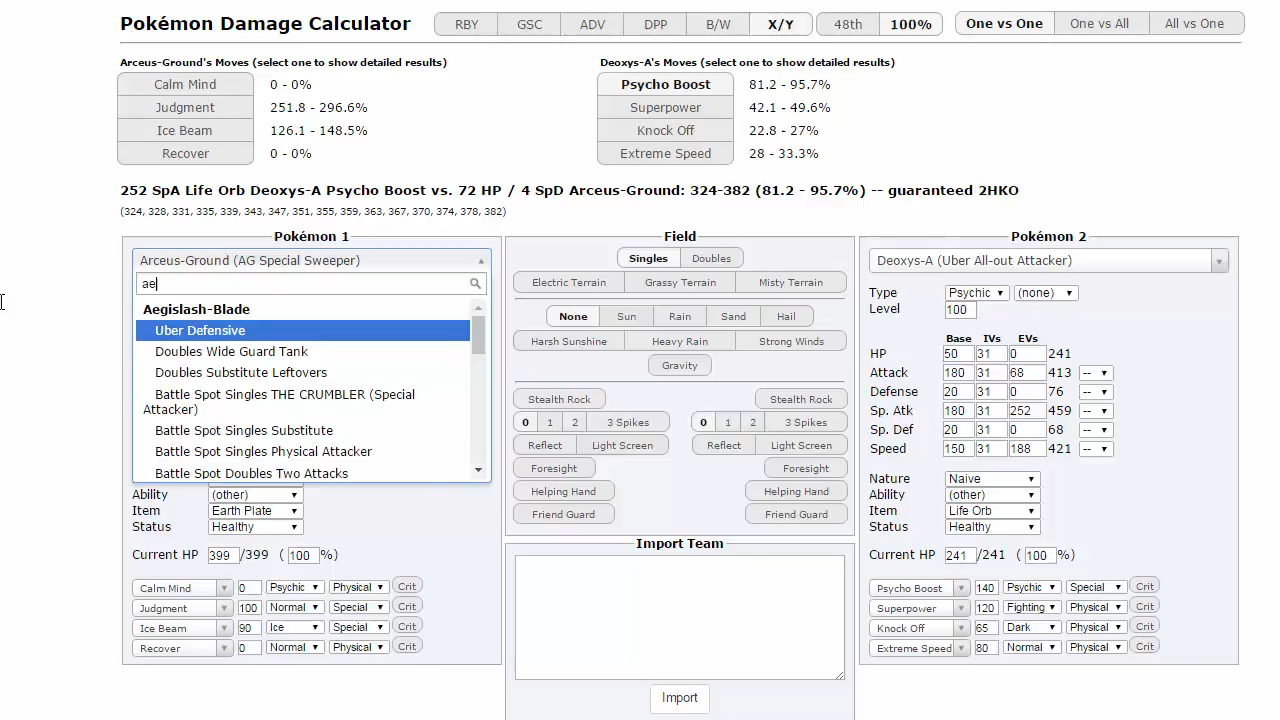 Pokémon Damage Calculator
RBY GSC ADV DPP B/W X/Y 48th 100% One vs One One vs All All vs One
Arceus-Ground's Moves (select one to show detailed results)
Calm Mind 0 - 0%
Judgment 251.8 - 296.6%
Ice Beam 126.1 - 148.5%
Recover 0 - 0%
Deoxys-A's Moves (select one to show detailed results)
Psycho Boost 81.2 - 95.7%
Superpower 42.1 - 49.6%
Knock Off 22.8 - 27%
Extreme Speed 28 - 33.3%
252 SpA Life Orb Deoxys-A Psycho Boost vs. 72 HP / 4 SpD Arceus-Ground: 324-382 (81.2 - 95.7%) -- guaranteed 2HKO
(324, 328, 331, 335, 339, 343, 347, 351, 355, 359, 363, 367, 370, 374, 378, 382)
Pokémon 1
Arceus-Ground (AG Special Sweeper)
ae
Aegislash-Blade
Uber Defensive
Doubles Wide Guard Tank
Doubles Substitute Leftovers
Battle Spot Singles THE CRUMBLER (Special
Attacker)
Battle Spot Singles Substitute
Battle Spot Singles Physical Attacker
Battle Spot Doubles Two Attacks
Ability (other)
Item Earth Plate
Status Healthy
Current HP 399 /399 ( 100 %)
Calm Mind 0 Psychic Physical Crit
Judgment 100 Normal Special Crit
Ice Beam 90 Ice Special Crit
Recover 0 Normal Physical Crit
Field
Singles Doubles
Electric Terrain Grassy Terrain Misty Terrain
None Sun Rain Sand Hail
Harsh Sunshine Heavy Rain Strong Winds
Gravity
Stealth Rock Stealth Rock
0 1 2 3 Spikes 0 1 2 3 Spikes
Reflect Light Screen Reflect Light Screen
Foresight Foresight
Helping Hand Helping Hand
Friend Guard Friend Guard
Import Team
Import
Pokémon 2
Deoxys-A (Uber All-out Attacker)
Type Psychic (none)
Level 100
Base IVs EVs
HP 50 31 0 241
Attack 180 31 68 413 --
Defense 20 31 0 76 --
Sp. Atk 180 31 252 459 --
Sp. Def 20 31 0 68 --
Speed 150 31 188 421 --
Nature Naive
Ability (other)
Item Life Orb
Status Healthy
Current HP 241 /241 ( 100 %)
Psycho Boost 140 Psychic Special Crit
Superpower 120 Fighting Physical Crit
Knock Off 65 Dark Physical Crit
Extreme Speed 80 Normal Physical Crit